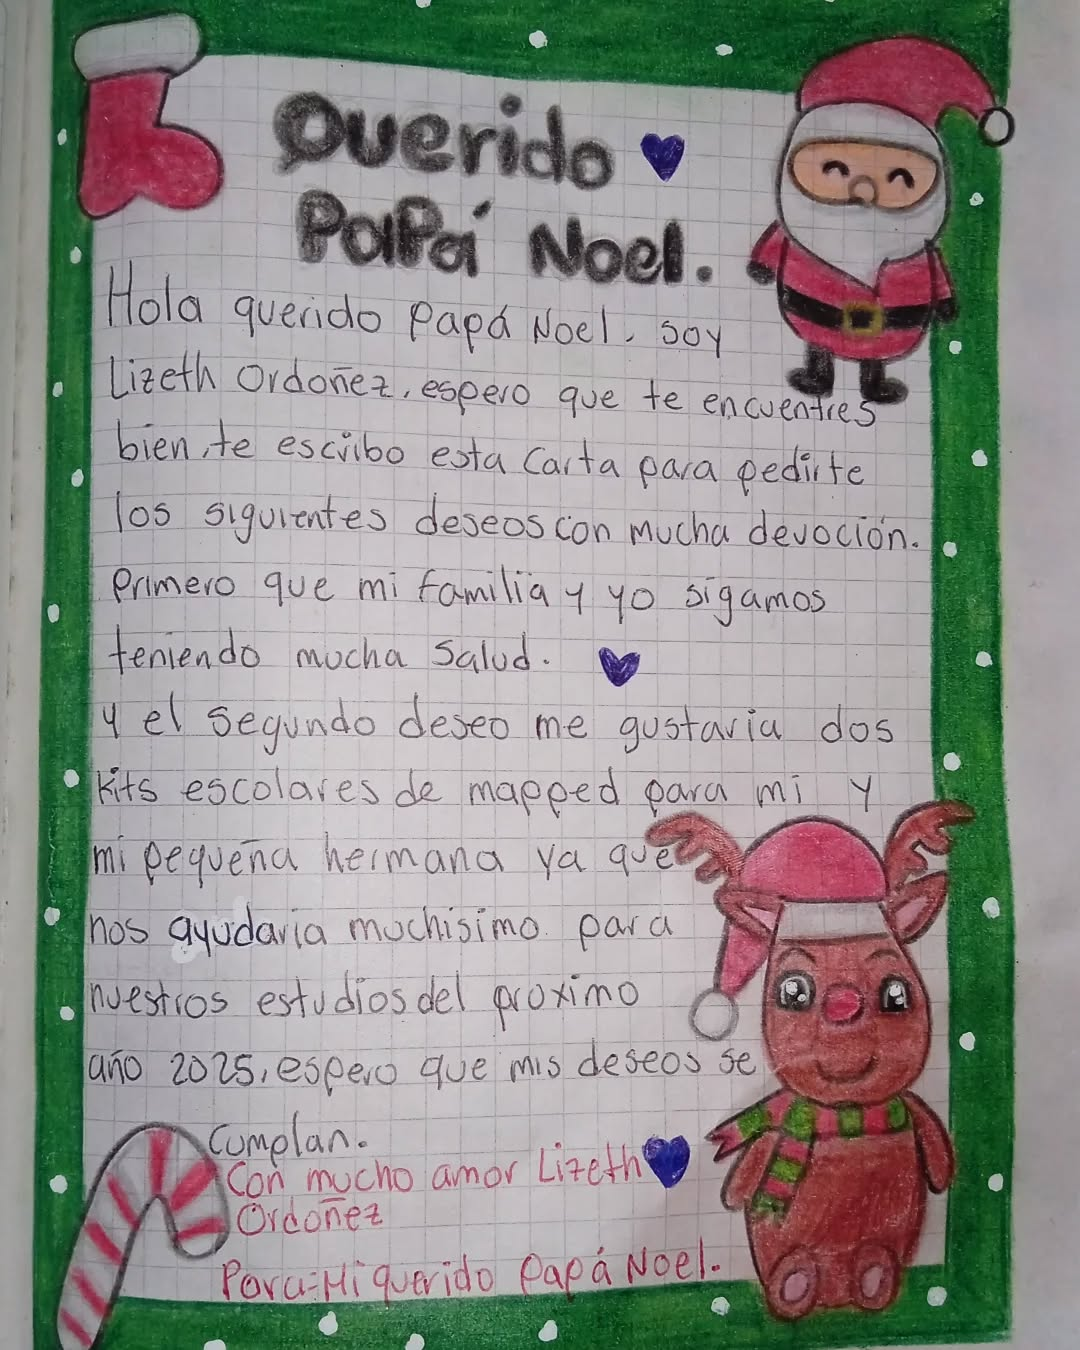 Querido
Papá Noel.
Hola querido Papá Noel, soy
Lizeth Ordoñez, espero que te encuentres
bien, te escribo esta Carta para pedirte
los siguientes deseos con mucha devoción.
Primero que mi familia y yo sigamos
teniendo mucha Salud.
y el segundo deseo me gustaria dos
kits escolares de mapped para mi y
mi pequeña hermana ya que
nos ayudaria muchisimo para
nuestros estudios del proximo
año 2025, espero que mis deseos se
Cumplan.
Con mucho amor Lizeth
Ordoñez
Para: Mi querido Papá Noel.